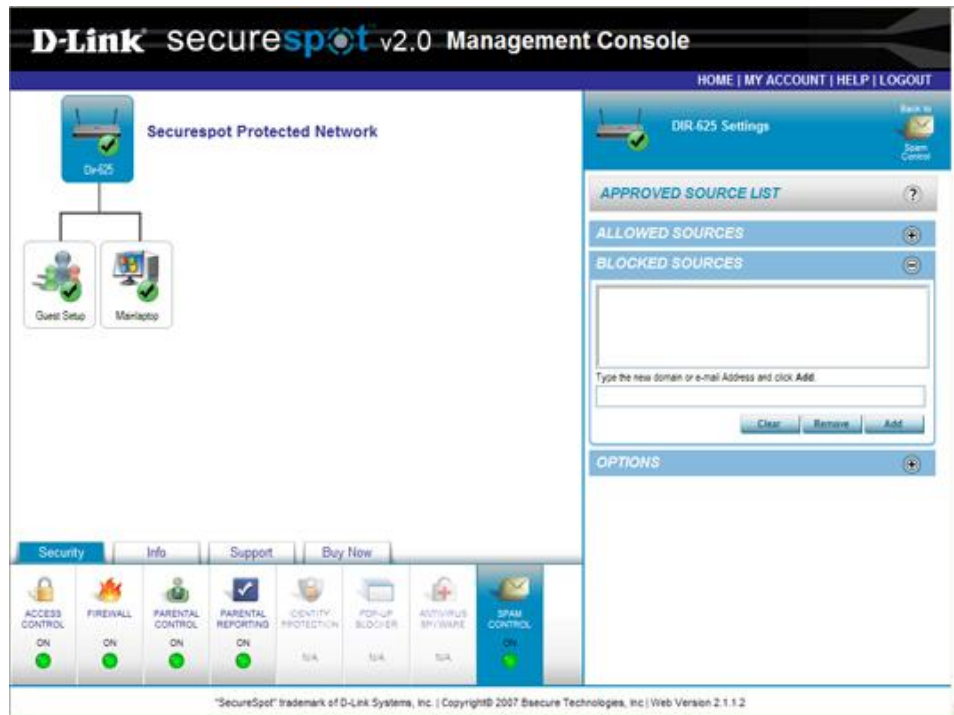 D-Link securespot v2.0 Management Console
HOME | MY ACCOUNT | HELP | LOGOUT
Securespot Protected Network
Dir-625
Guest Setup
Mainlaptop
DIR-625 Settings
Back to
Spam
Control
APPROVED SOURCE LIST
?
ALLOWED SOURCES
BLOCKED SOURCES
Type the new domain or e-mail Address and click Add.
Clear
Remove
Add
OPTIONS
Security
Info
Support
Buy Now
ACCESS CONTROL
ON
FIREWALL
ON
PARENTAL CONTROL
ON
PARENTAL REPORTING
ON
IDENTITY PROTECTION
N/A
POP-UP BLOCKER
N/A
ANTIVIRUS SPYWARE
N/A
SPAM CONTROL
ON
"SecureSpot" trademark of D-Link Systems, Inc. | Copyright© 2007 Bsecure Technologies, Inc | Web Version 2.1.1.2